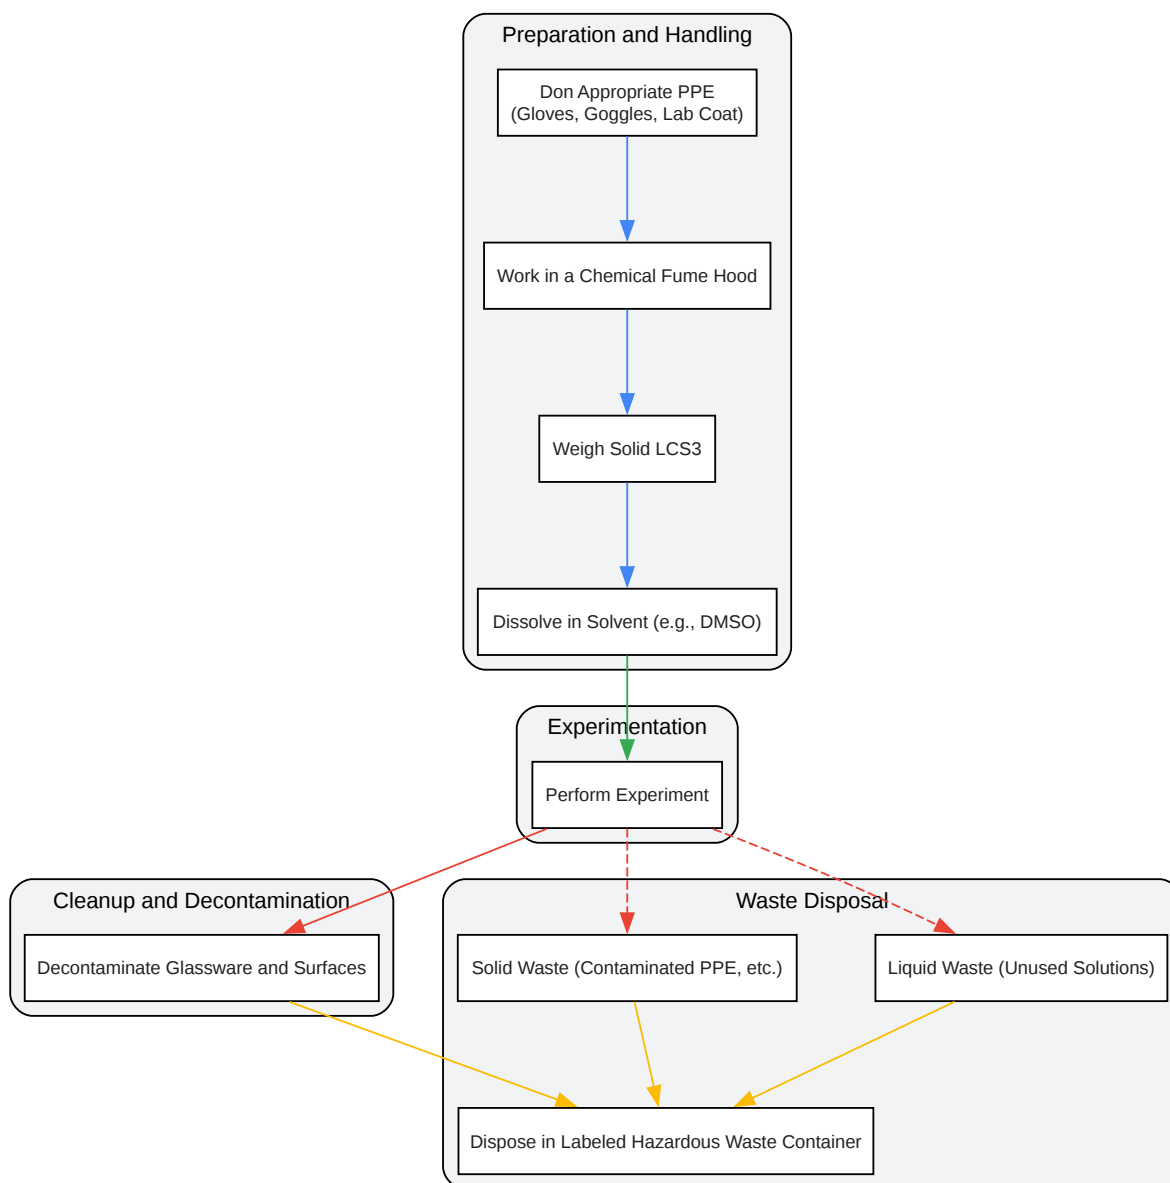 Preparation and Handling
Don Appropriate PPE
(Gloves, Goggles, Lab Coat)
Work in a Chemical Fume Hood
Weigh Solid LCS3
Dissolve in Solvent (e.g., DMSO)
Experimentation
Perform Experiment
Cleanup and Decontamination
Decontaminate Glassware and Surfaces
Waste Disposal
Solid Waste (Contaminated PPE, etc.)
Liquid Waste (Unused Solutions)
Dispose in Labeled Hazardous Waste Container